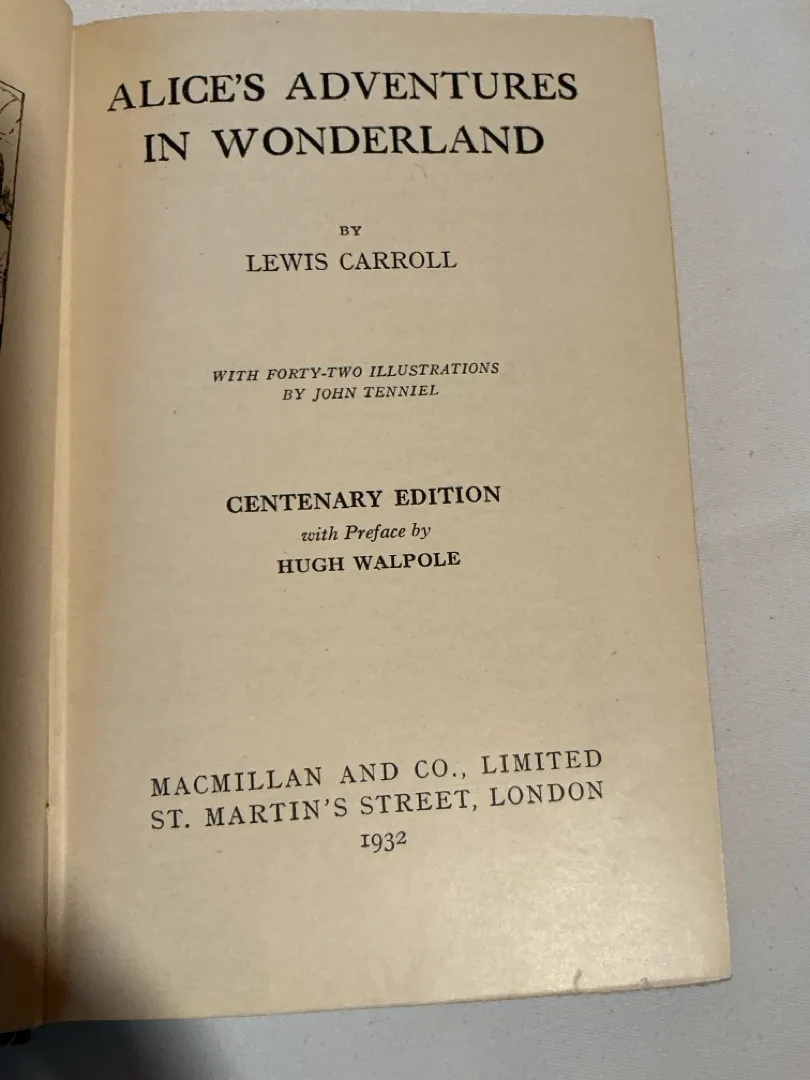 ALICE'S ADVENTURES
IN WONDERLAND
BY
LEWIS CARROLL
WITH FORTY-TWO ILLUSTRATIONS
BY JOHN TENNIEL
CENTENARY EDITION
with Preface by
HUGH WALPOLE
MACMILLAN AND CO., LIMITED
ST. MARTIN'S STREET, LONDON
1932